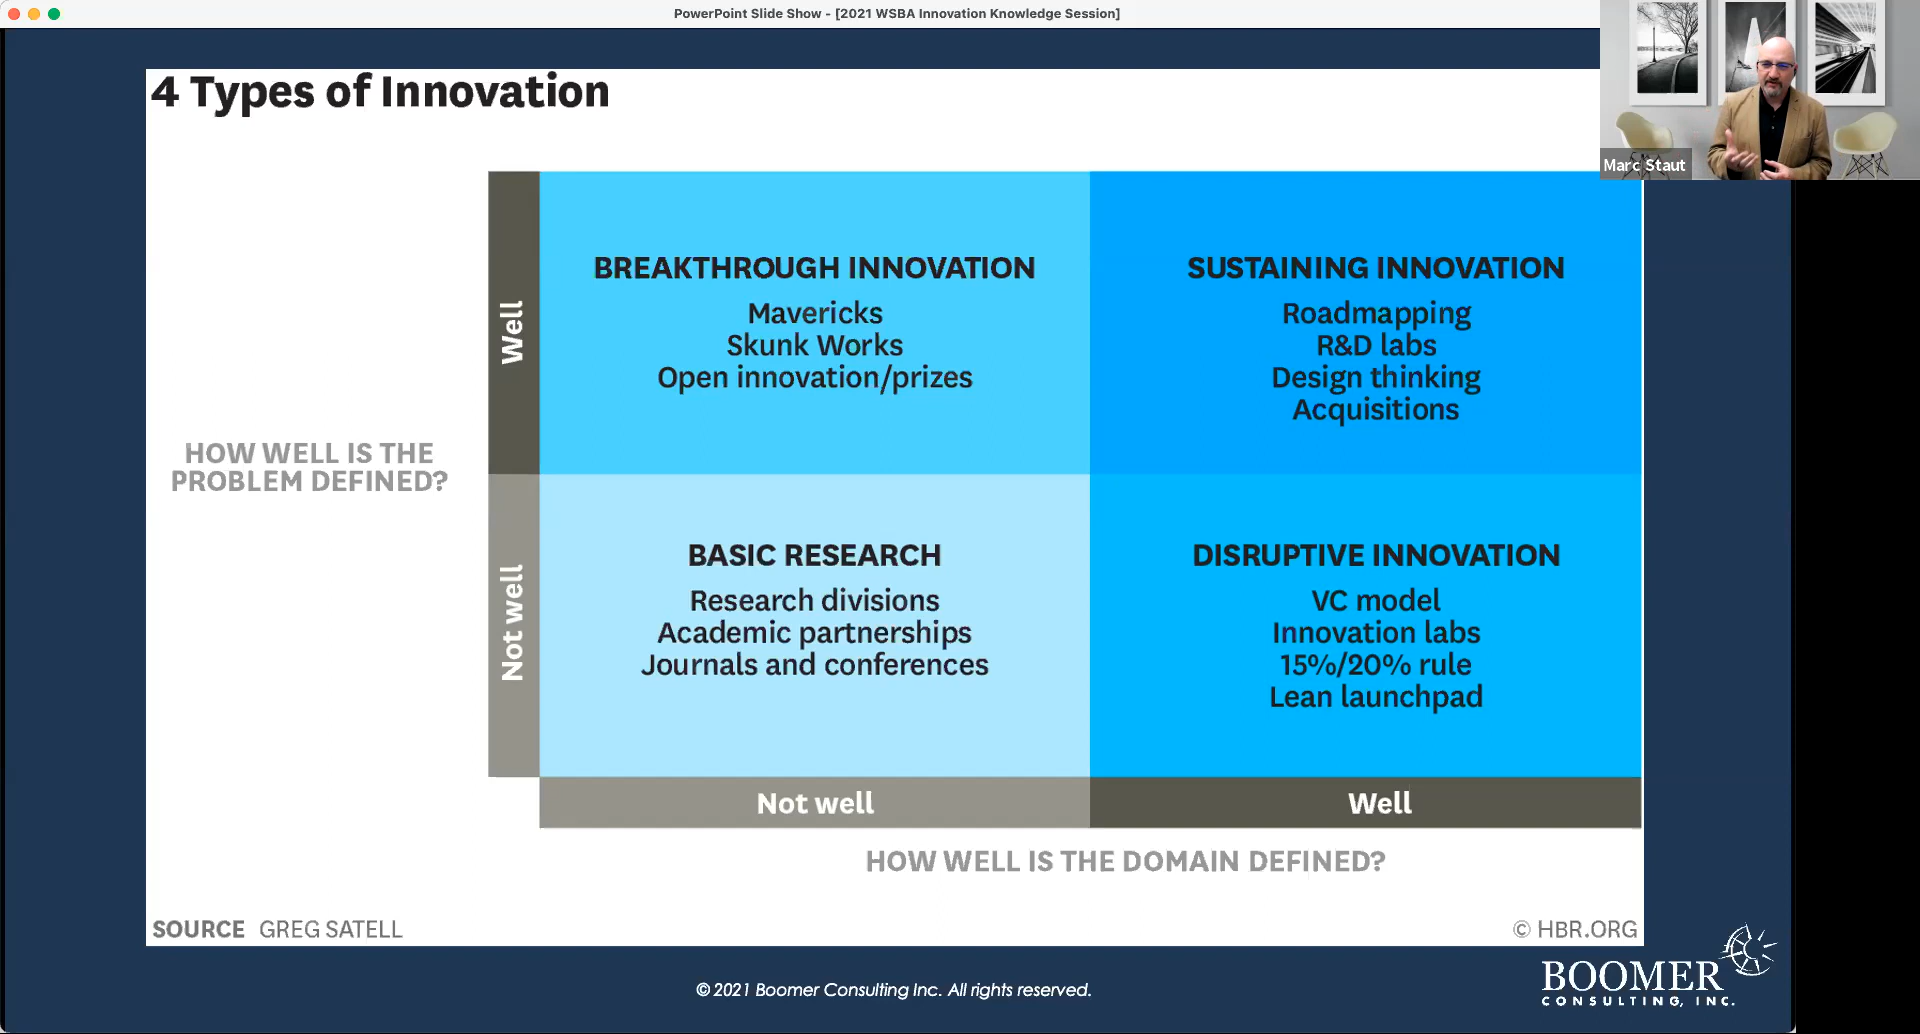 PowerPoint Slide Show - [2021 WSBA Innovation Knowledge Session]
Marc Staut
4 Types of Innovation
HOW WELL IS THE
PROBLEM DEFINED?
Well
Not well
BREAKTHROUGH INNOVATION
Mavericks
Skunk Works
Open innovation/prizes
SUSTAINING INNOVATION
Roadmapping
R&D labs
Design thinking
Acquisitions
BASIC RESEARCH
Research divisions
Academic partnerships
Journals and conferences
DISRUPTIVE INNOVATION
VC model
Innovation labs
15%/20% rule
Lean launchpad
Not well
Well
HOW WELL IS THE DOMAIN DEFINED?
SOURCE GREG SATELL
© HBR.ORG
© 2021 Boomer Consulting Inc. All rights reserved.
BOOMER
CONSULTING, INC.